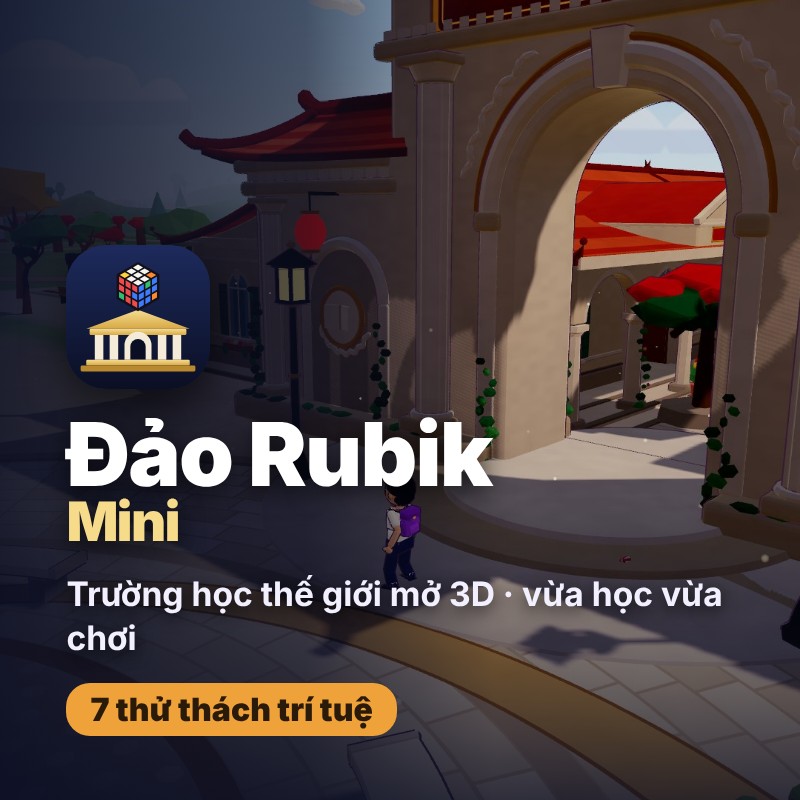 Đảo Rubik
Mini
Trường học thế giới mở 3D · vừa học vừa
chơi
7 thử thách trí tuệ